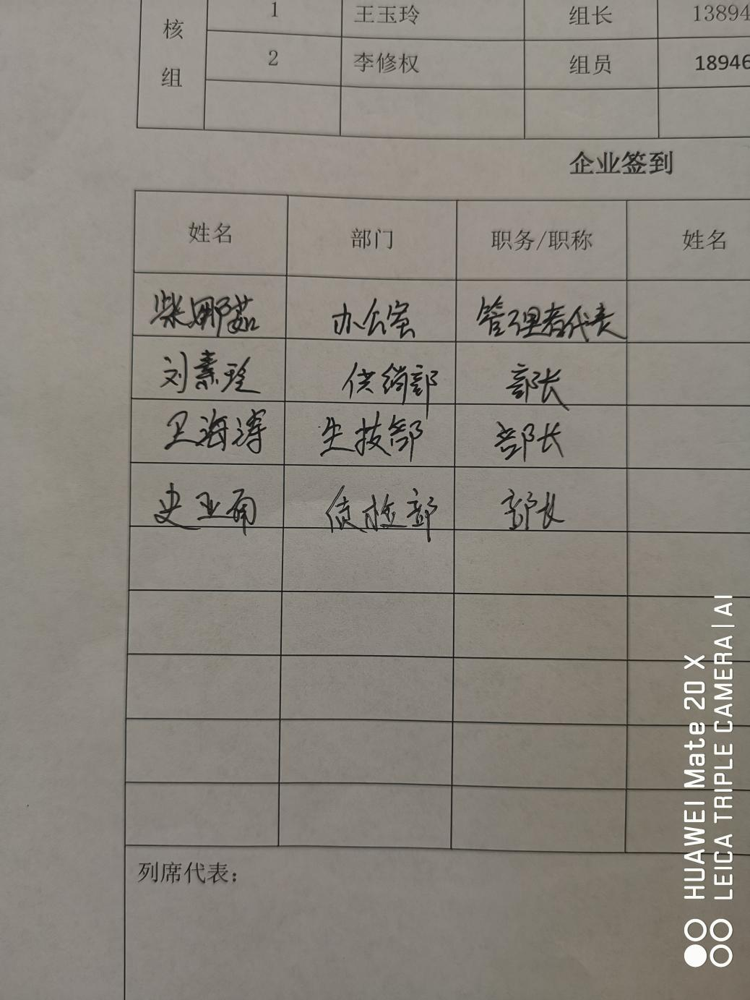 核
组
1 王玉玲 组长 13894
2 李修权 组员 18946
企业签到
姓名 部门 职务/职称 姓名
柴娜茹 办公室 管理者代表
刘素玲 供销部 部长
卫海涛 生技部 部长
史亚南 质检部 部长
列席代表：
HUAWEI Mate 20 X
LEICA TRIPLE CAMERA | AI